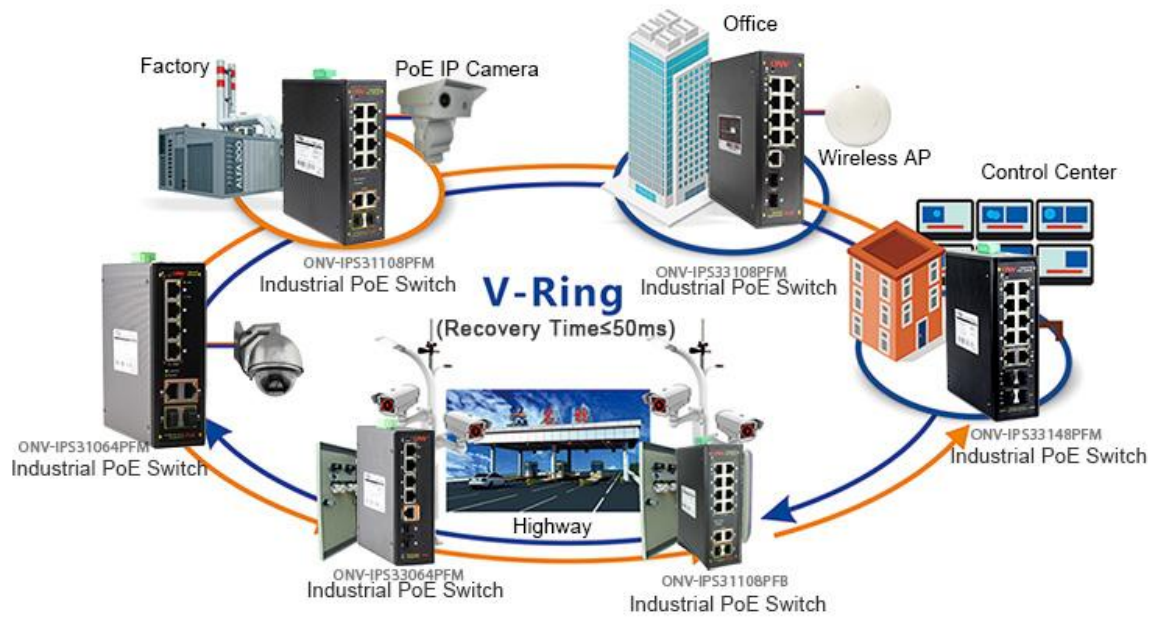 Office
Factory
PoE IP Camera
ALFA 200
Wireless AP
Control Center
ONV-IPS31108PFM
Industrial PoE Switch
ONV-IPS33108PFM
Industrial PoE Switch
V-Ring
(Recovery Time≤50ms)
ONV-IPS31064PFM
Industrial PoE Switch
ONV-IPS33148PFM
Industrial PoE Switch
Highway
ONV-IPS33064PFM
Industrial PoE Switch
ONV-IPS31108PFB
Industrial PoE Switch